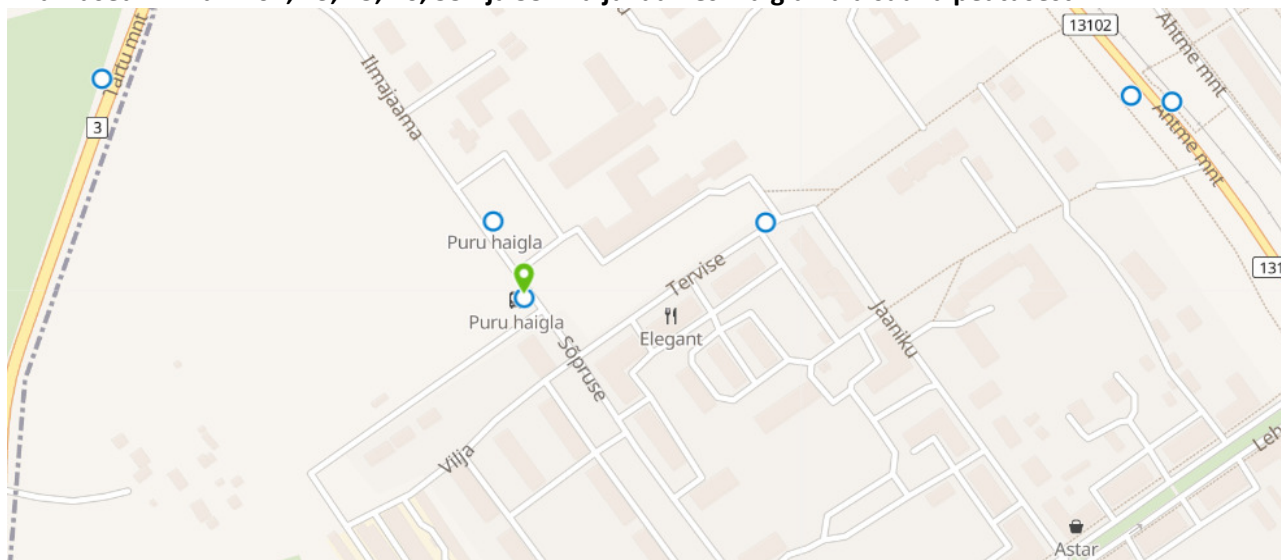 13102
Ahtme mnt
Tartu mnt
Ilmajaama
3
Ahtme mnt
Puru haigla
Tervise
Puru haigla
Elegant
Jaaniku
Sõpruse
131
Vilja
Leh
Astar